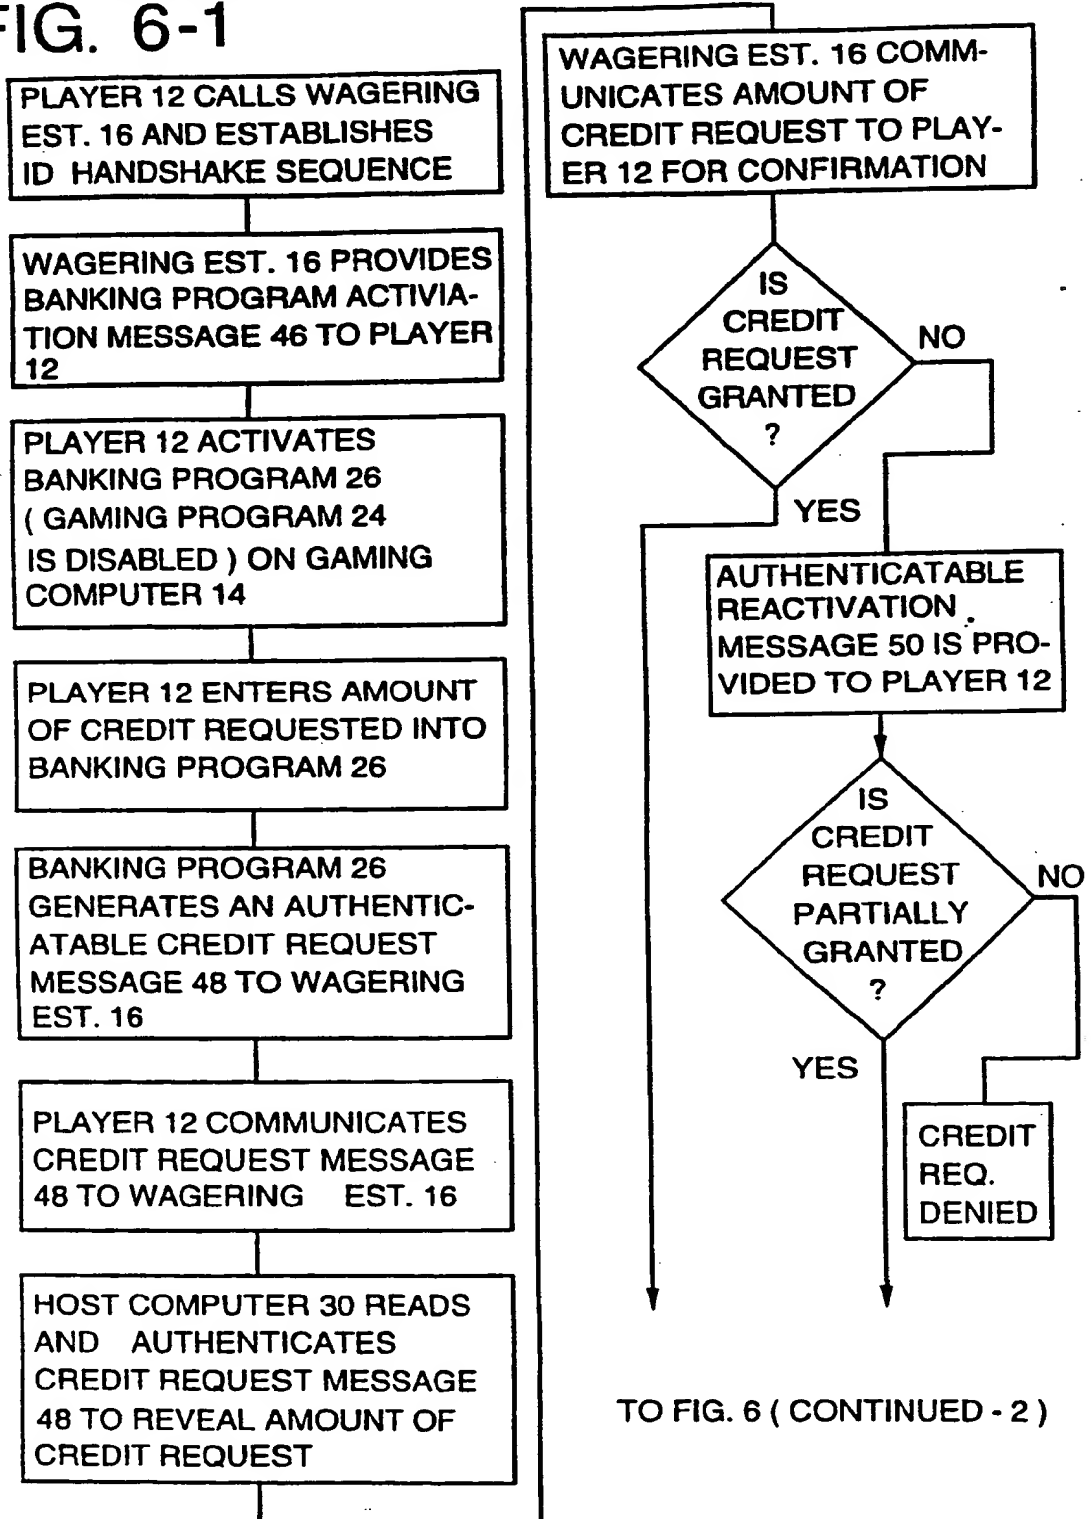 FIG. 6-1
PLAYER 12 CALLS WAGERING
EST. 16 AND ESTABLISHES
ID HANDSHAKE SEQUENCE
WAGERING EST. 16 PROVIDES
BANKING PROGRAM ACTIVIA-
TION MESSAGE 46 TO PLAYER
12
PLAYER 12 ACTIVATES
BANKING PROGRAM 26
( GAMING PROGRAM 24
IS DISABLED ) ON GAMING
COMPUTER 14
PLAYER 12 ENTERS AMOUNT
OF CREDIT REQUESTED INTO
BANKING PROGRAM 26
BANKING PROGRAM 26
GENERATES AN AUTHENTIC-
ATABLE CREDIT REQUEST
MESSAGE 48 TO WAGERING
EST. 16
PLAYER 12 COMMUNICATES
CREDIT REQUEST MESSAGE
48 TO WAGERING EST. 16
HOST COMPUTER 30 READS
AND AUTHENTICATES
CREDIT REQUEST MESSAGE
48 TO REVEAL AMOUNT OF
CREDIT REQUEST
WAGERING EST. 16 COMM-
UNICATES AMOUNT OF
CREDIT REQUEST TO PLAY-
ER 12 FOR CONFIRMATION
IS
CREDIT
REQUEST
GRANTED
?
NO
YES
AUTHENTICATABLE
REACTIVATION
MESSAGE 50 IS PRO-
VIDED TO PLAYER 12
IS
CREDIT
REQUEST
PARTIALLY
GRANTED
?
NO
YES
CREDIT
REQ.
DENIED
TO FIG. 6 ( CONTINUED - 2 )